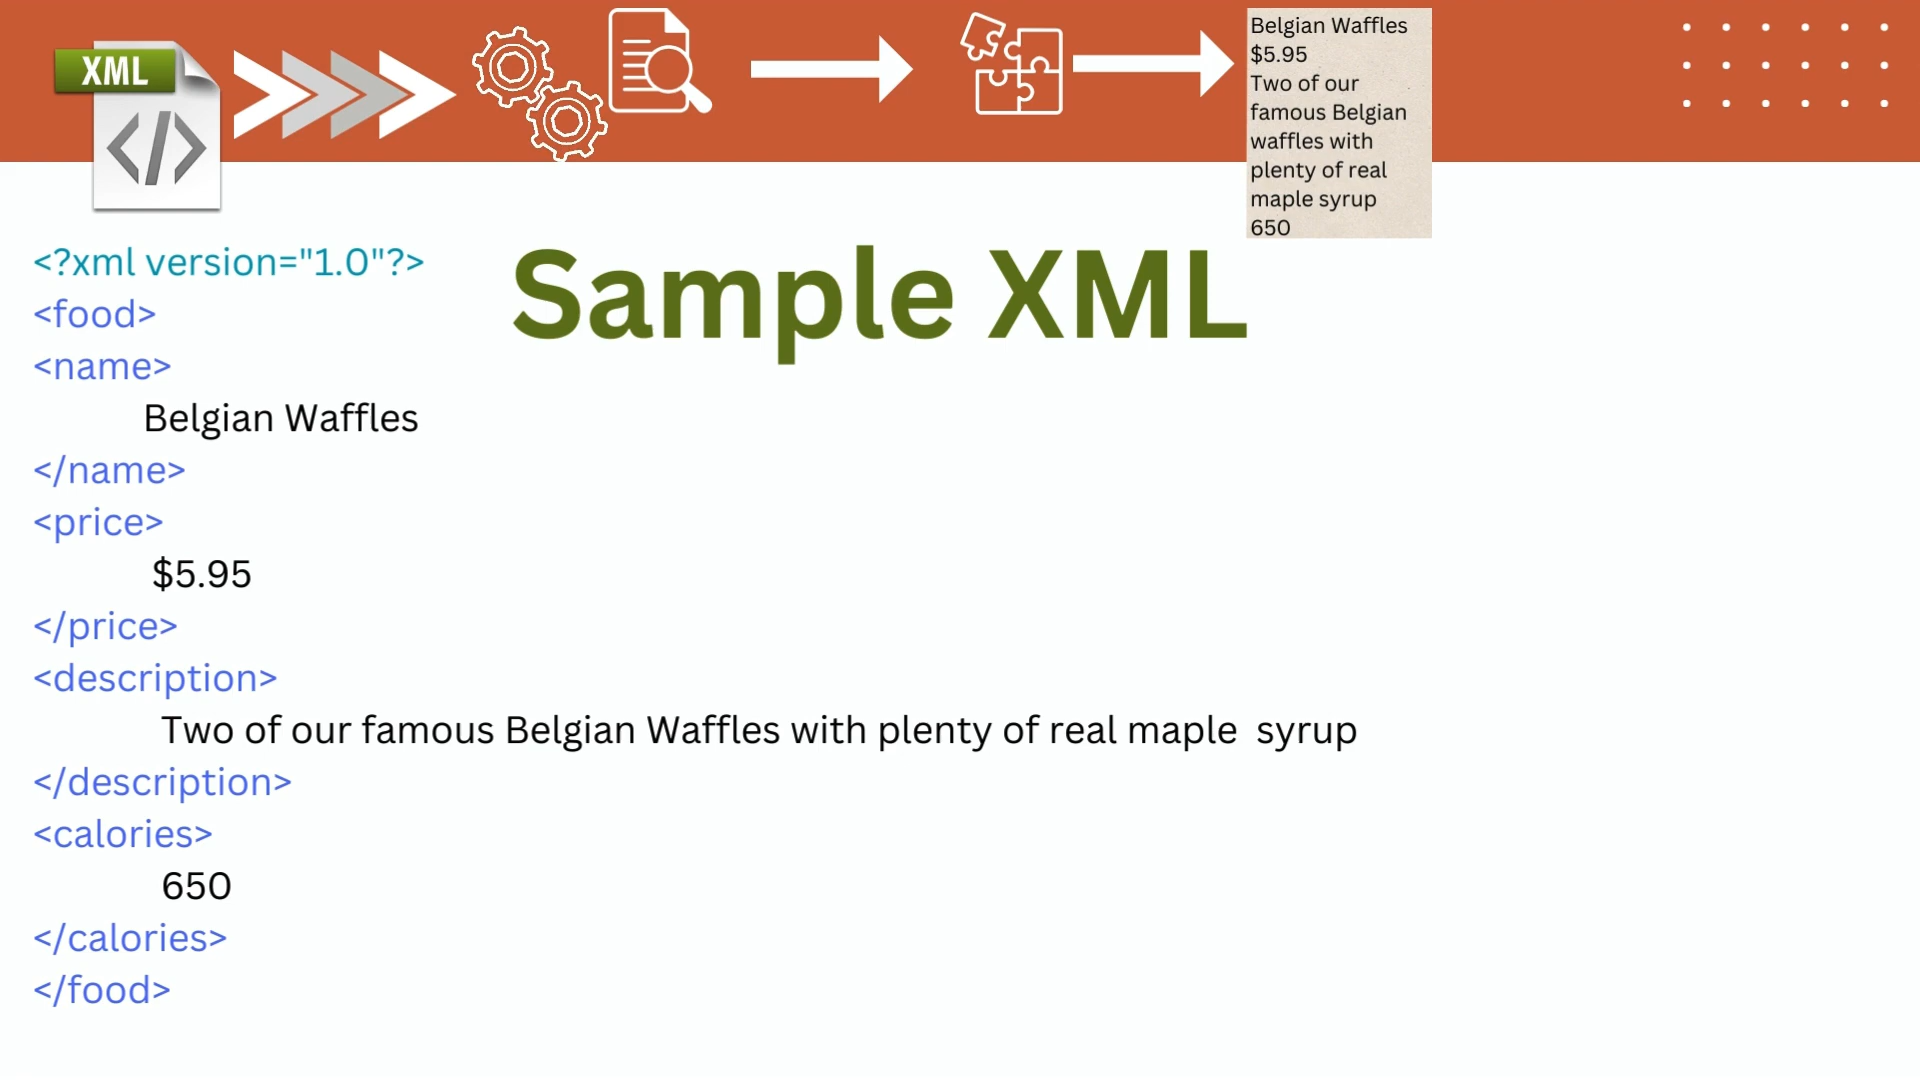 XML
</>
Belgian Waffles
$5.95
Two of our
famous Belgian
waffles with
plenty of real
maple syrup
650
Sample XML
<?xml version="1.0"?>
<food>
<name>
Belgian Waffles
</name>
<price>
$5.95
</price>
<description>
Two of our famous Belgian Waffles with plenty of real maple  syrup
</description>
<calories>
650
</calories>
</food>